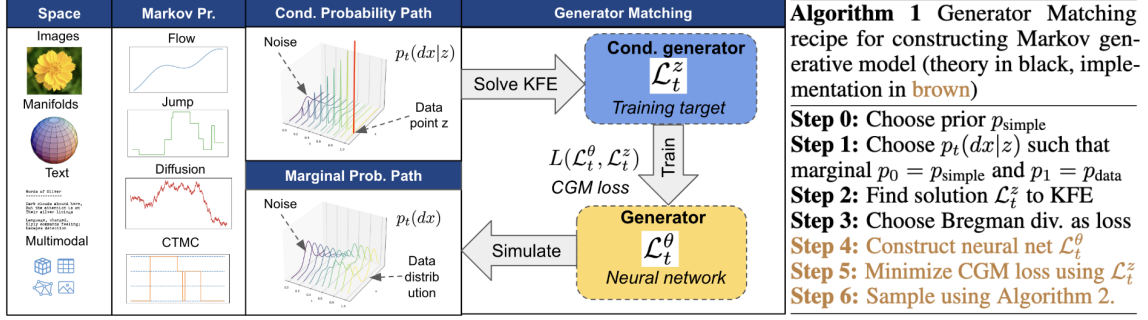 Space
Images
Manifolds
Text
Words of Silver
Multimodal
Markov Pr.
Flow
Jump
Diffusion
CTMC
Cond. Probability Path
Noise
p_t(dx|z)
Data
point z
Marginal Prob. Path
Noise
p_t(dx)
Data
distrib
ution
Generator Matching
Solve KFE
Cond. generator
𝓛_t^z
Training target
L(𝓛_t^θ, 𝓛_t^z)
CGM loss
Train
Generator
𝓛_t^θ
Neural network
Simulate
Algorithm 1 Generator Matching
recipe for constructing Markov gen-
erative model (theory in black, imple-
mentation in brown)
Step 0: Choose prior p_simple
Step 1: Choose p_t(dx|z) such that
marginal p_0 = p_simple and p_1 = p_data
Step 2: Find solution 𝓛_t^z to KFE
Step 3: Choose Bregman div. as loss
Step 4: Construct neural net 𝓛_t^θ
Step 5: Minimize CGM loss using 𝓛_t^z
Step 6: Sample using Algorithm 2.